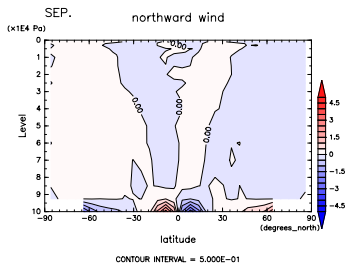 SEP.
northward wind
(×1E4 Pa)
0
1
2
3
4
5
6
7
8
9
10
Level
0.00
0.00
0.00
0.00
−90 −60 −30 0 30 60 90
(degrees_north)
latitude
4.5
3
1.5
0
−1.5
−3
−4.5
CONTOUR INTERVAL = 5.000E−01